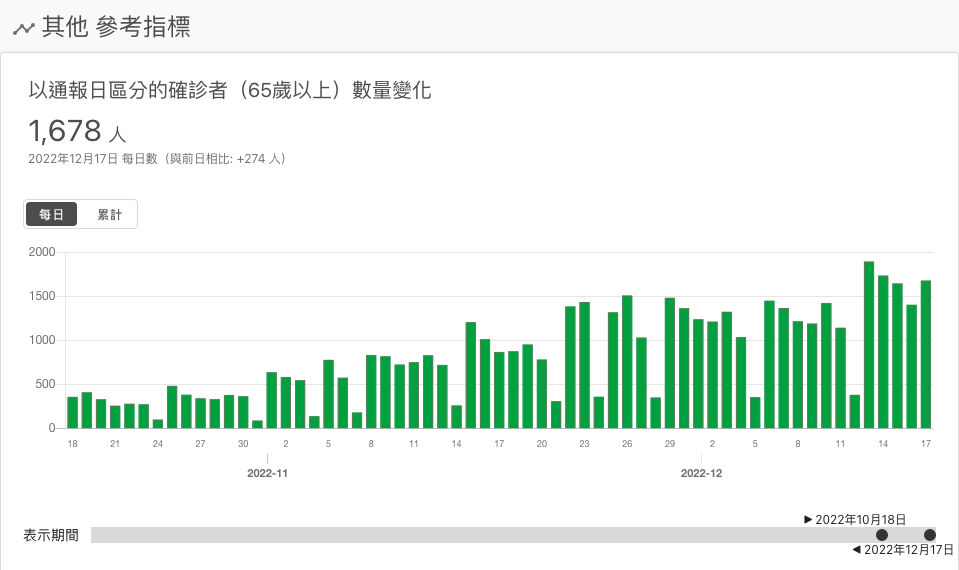 其他 參考指標
以通報日區分的確診者（65歲以上）數量變化
1,678 人
2022年12月17日 每日數（與前日相比: +274 人）
每日 累計
2000
1500
1000
500
0
18 21 24 27 30 2 5 8 11 14 17 20 23 26 29 2 5 8 11 14 17
2022-11 2022-12
▶ 2022年10月18日
表示期間
◀ 2022年12月17日